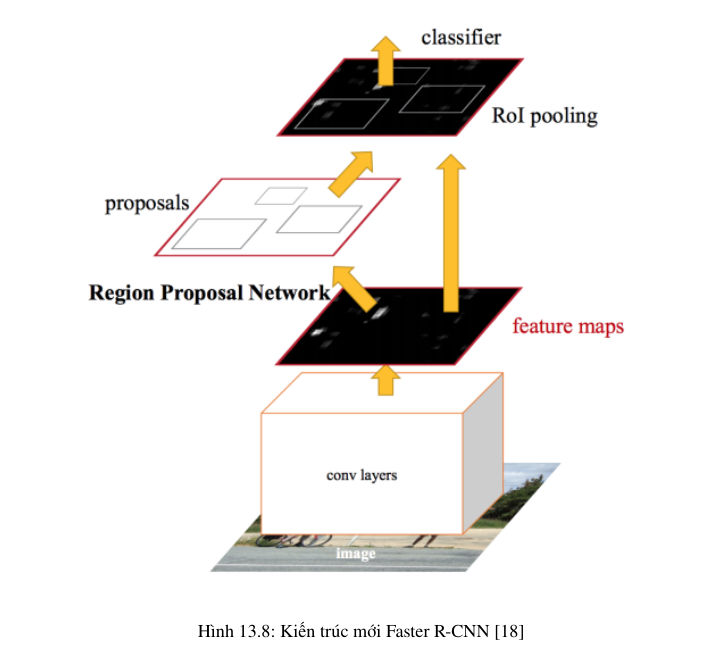 classifier
RoI pooling
proposals
Region Proposal Network
feature maps
conv layers
image
Hình 13.8: Kiến trúc mới Faster R-CNN [18]